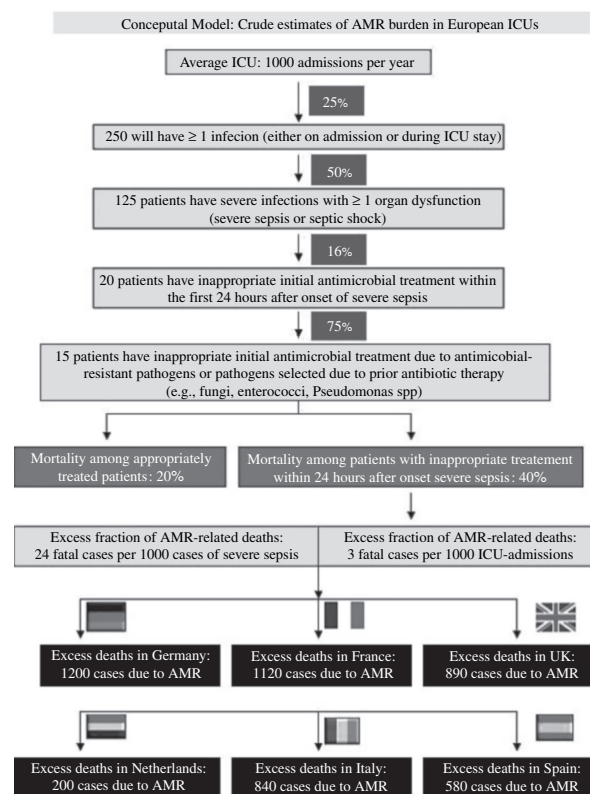 Conceputal Model: Crude estimates of AMR burden in European ICUs
Average ICU: 1000 admissions per year
25%
250 will have ≥ 1 infecion (either on admission or during ICU stay)
50%
125 patients have severe infections with ≥ 1 organ dysfunction
(severe sepsis or septic shock)
16%
20 patients have inappropriate initial antimicrobial treatment within
the first 24 hours after onset of severe sepsis
75%
15 patients have inappropriate initial antimicrobial treatment due to antimicobial-
resistant pathogens or pathogens selected due to prior antibiotic therapy
(e.g., fungi, enterococci, Pseudomonas spp)
Mortality among appropriately
treated patients: 20%
Mortality among patients with inappropriate treatement
within 24 hours after onset severe sepsis: 40%
Excess fraction of AMR-related deaths:
24 fatal cases per 1000 cases of severe sepsis
Excess fraction of AMR-related deaths:
3 fatal cases per 1000 ICU-admissions
Excess deaths in Germany:
1200 cases due to AMR
Excess deaths in France:
1120 cases due to AMR
Excess deaths in UK:
890 cases due to AMR
Excess deaths in Netherlands:
200 cases due to AMR
Excess deaths in Italy:
840 cases due to AMR
Excess deaths in Spain:
580 cases due to AMR